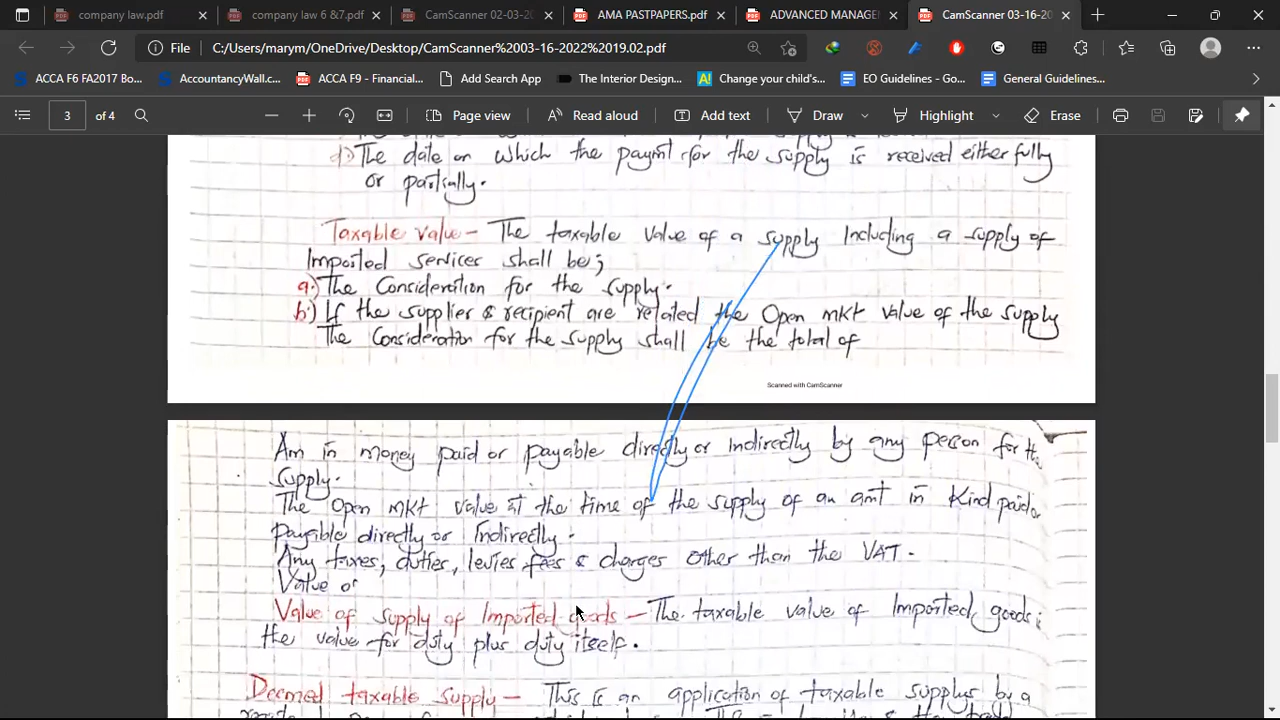 company law.pdf
company law 6 &7.pdf
CamScanner 02-03-20
AMA PASTPAPERS.pdf
ADVANCED MANAGE
CamScanner 03-16-20
File C:/Users/marym/OneDrive/Desktop/CamScanner%2003-16-2022%2019.02.pdf
ACCA F6 FA2017 Bo...
AccountancyWall.c...
ACCA F9 - Financial...
Add Search App
The Interior Design...
Change your child's...
EO Guidelines - Go...
General Guidelines...
3 of 4
Page view
Read aloud
Add text
Draw
Highlight
Erase
d) The date on which the paymt for the supply is received either fully
or partially.
Taxable value - The taxable value of a supply including a supply of
Imported services shall be;
a.) The Consideration for the supply.
b.) If the supplier & recipient are related the Open mkt value of the supply
The Consideration for the supply shall be the total of
Scanned with CamScanner
Am in money paid or payable directly or indirectly by any person for the
supply.
The Open mkt value at the time of the supply of an amt in Kind paid
payable directly or Indirectly.
Any taxes, duties, levies fees & charges other than the VAT.
Value of
Value of supply of Imported goods - The taxable value of Imported goods
the value for duty plus duty itself.
Deemed taxable supply - This is an application of taxable supplies by a